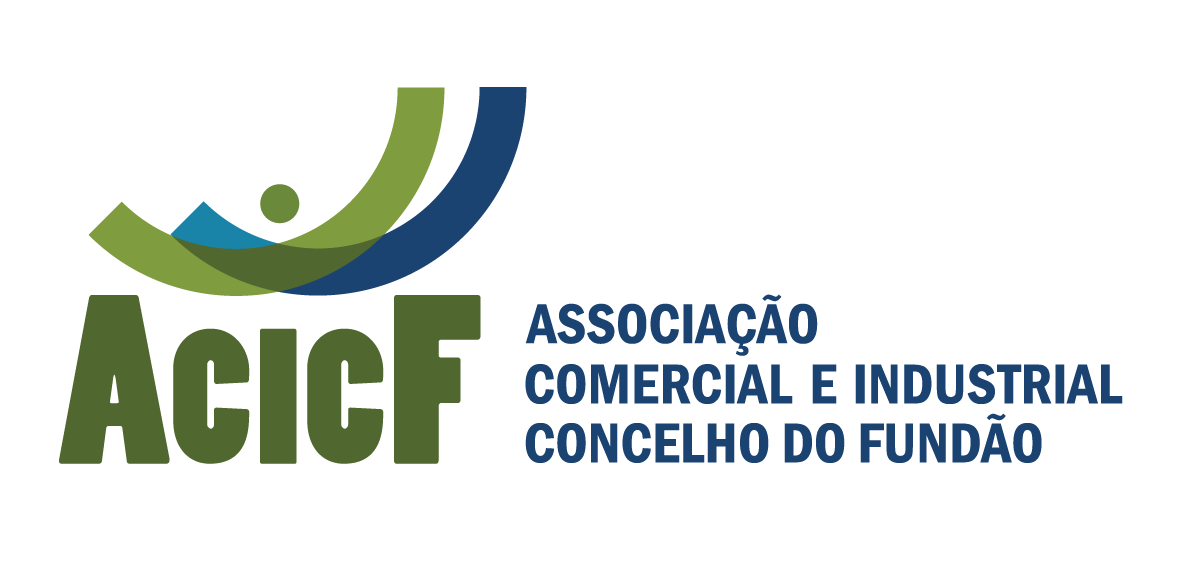 ACICF
ASSOCIAÇÃO
COMERCIAL E INDUSTRIAL
CONCELHO DO FUNDÃO